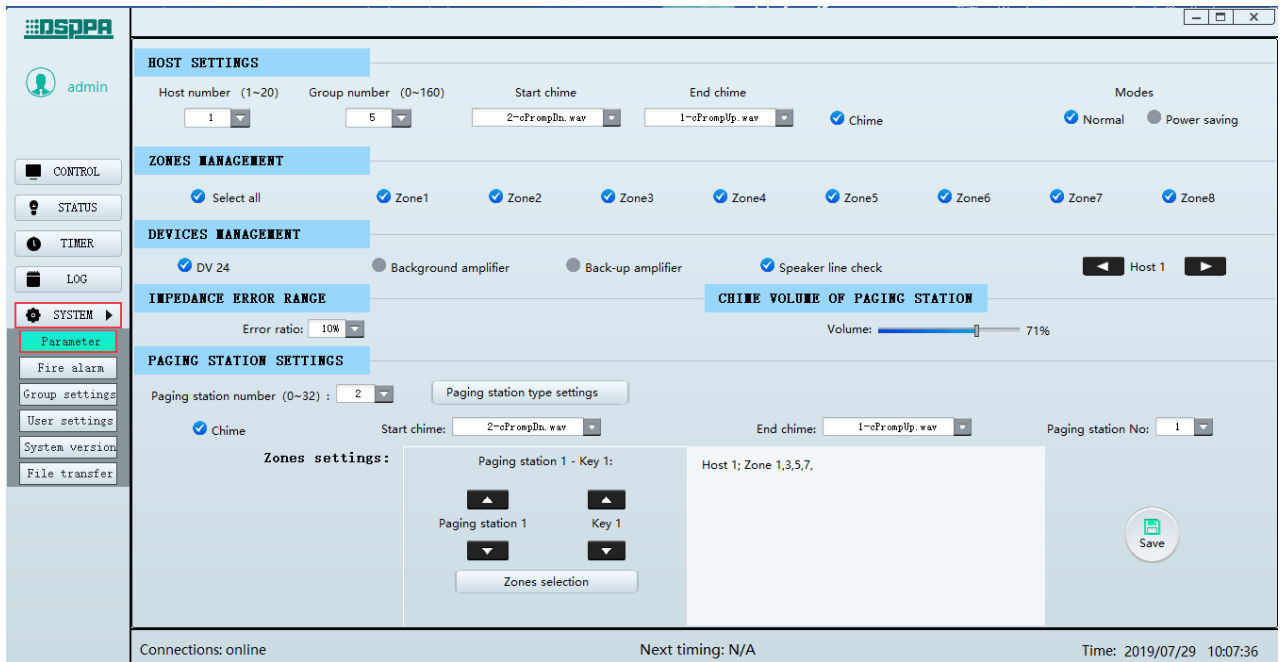 DSPPA
admin
CONTROL
STATUS
TIMER
LOG
SYSTEM
Parameter
Fire alarm
Group settings
User settings
System version
File transfer
HOST SETTINGS
Host number (1~20) Group number (0~160) Start chime End chime Modes
1 5 2-cPrompDn.wav 1-cPrompUp.wav Chime Normal Power saving
ZONES MANAGEMENT
Select all Zone1 Zone2 Zone3 Zone4 Zone5 Zone6 Zone7 Zone8
DEVICES MANAGEMENT
DV 24 Background amplifier Back-up amplifier Speaker line check Host 1
IMPEDANCE ERROR RANGE CHIME VOLUME OF PAGING STATION
Error ratio: 10% Volume: 71%
PAGING STATION SETTINGS
Paging station number (0~32) : 2 Paging station type settings
Chime Start chime: 2-cPrompDn.wav End chime: 1-cPrompUp.wav Paging station No: 1
Zones settings: Paging station 1 - Key 1: Host 1; Zone 1,3,5,7,
Paging station 1 Key 1
Save
Zones selection
Connections: online Next timing: N/A Time: 2019/07/29 10:07:36